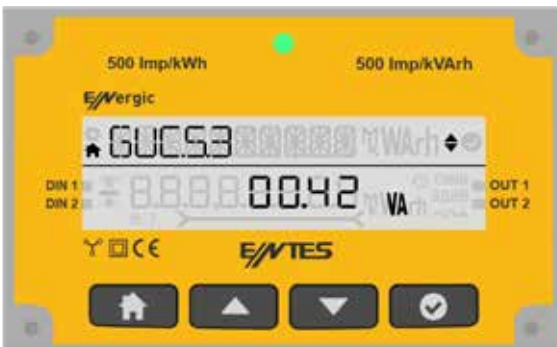 500 Imp/kWh 500 Imp/kVArh
ENergic
GUC.S.3
DIN 1 00.42 VA OUT 1
DIN 2 OUT 2
CE ENTES